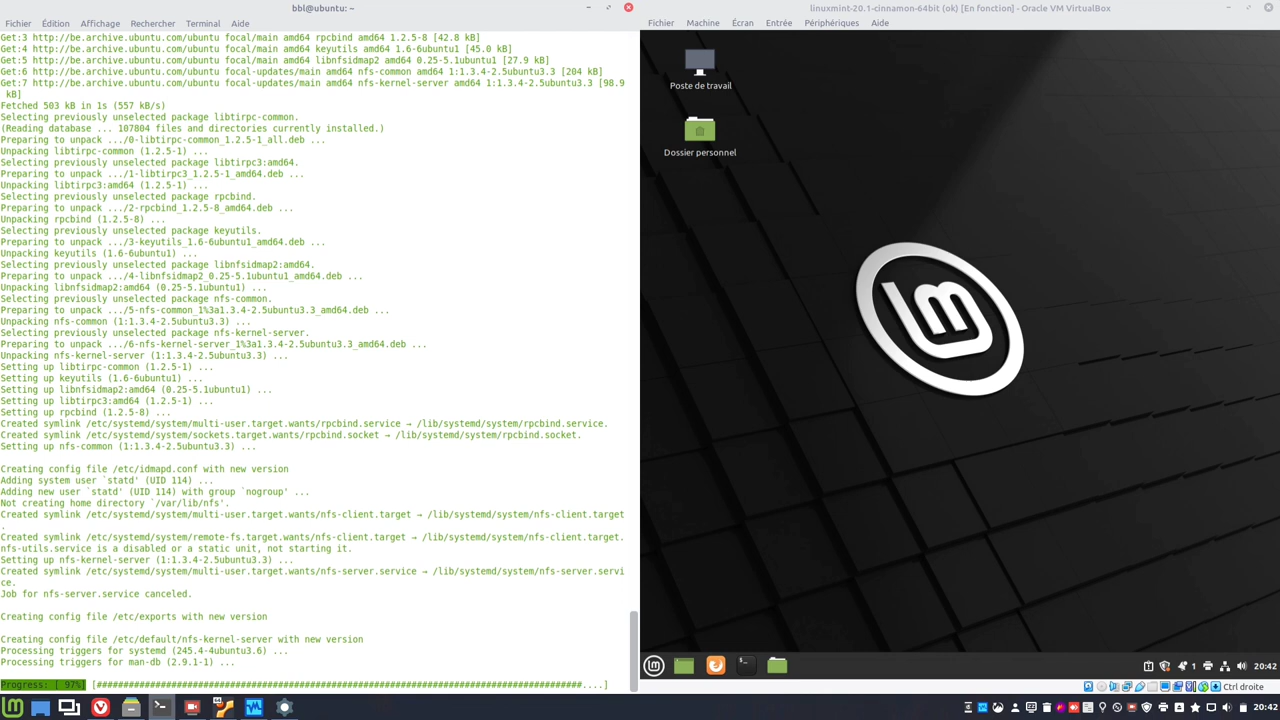 bbl@ubuntu: ~
Fichier Édition Affichage Rechercher Terminal Aide
Get:3 http://be.archive.ubuntu.com/ubuntu focal/main amd64 rpcbind amd64 1.2.5-8 [42.8 kB]
Get:4 http://be.archive.ubuntu.com/ubuntu focal/main amd64 keyutils amd64 1.6-6ubuntu1 [45.0 kB]
Get:5 http://be.archive.ubuntu.com/ubuntu focal/main amd64 libnfsidmap2 amd64 0.25-5.1ubuntu1 [27.9 kB]
Get:6 http://be.archive.ubuntu.com/ubuntu focal-updates/main amd64 nfs-common amd64 1:1.3.4-2.5ubuntu3.3 [204 kB]
Get:7 http://be.archive.ubuntu.com/ubuntu focal-updates/main amd64 nfs-kernel-server amd64 1:1.3.4-2.5ubuntu3.3 [98.9
kB]
Fetched 503 kB in 1s (557 kB/s)
Selecting previously unselected package libtirpc-common.
(Reading database ... 107804 files and directories currently installed.)
Preparing to unpack .../0-libtirpc-common_1.2.5-1_all.deb ...
Unpacking libtirpc-common (1.2.5-1) ...
Selecting previously unselected package libtirpc3:amd64.
Preparing to unpack .../1-libtirpc3_1.2.5-1_amd64.deb ...
Unpacking libtirpc3:amd64 (1.2.5-1) ...
Selecting previously unselected package rpcbind.
Preparing to unpack .../2-rpcbind_1.2.5-8_amd64.deb ...
Unpacking rpcbind (1.2.5-8) ...
Selecting previously unselected package keyutils.
Preparing to unpack .../3-keyutils_1.6-6ubuntu1_amd64.deb ...
Unpacking keyutils (1.6-6ubuntu1) ...
Selecting previously unselected package libnfsidmap2:amd64.
Preparing to unpack .../4-libnfsidmap2_0.25-5.1ubuntu1_amd64.deb ...
Unpacking libnfsidmap2:amd64 (0.25-5.1ubuntu1) ...
Selecting previously unselected package nfs-common.
Preparing to unpack .../5-nfs-common_1%3a1.3.4-2.5ubuntu3.3_amd64.deb ...
Unpacking nfs-common (1:1.3.4-2.5ubuntu3.3) ...
Selecting previously unselected package nfs-kernel-server.
Preparing to unpack .../6-nfs-kernel-server_1%3a1.3.4-2.5ubuntu3.3_amd64.deb ...
Unpacking nfs-kernel-server (1:1.3.4-2.5ubuntu3.3) ...
Setting up libtirpc-common (1.2.5-1) ...
Setting up keyutils (1.6-6ubuntu1) ...
Setting up libnfsidmap2:amd64 (0.25-5.1ubuntu1) ...
Setting up libtirpc3:amd64 (1.2.5-1) ...
Setting up rpcbind (1.2.5-8) ...
Created symlink /etc/systemd/system/multi-user.target.wants/rpcbind.service → /lib/systemd/system/rpcbind.service.
Created symlink /etc/systemd/system/sockets.target.wants/rpcbind.socket → /lib/systemd/system/rpcbind.socket.
Setting up nfs-common (1:1.3.4-2.5ubuntu3.3) ...
Creating config file /etc/idmapd.conf with new version
Adding system user `statd' (UID 114) ...
Adding new user `statd' (UID 114) with group `nogroup' ...
Not creating home directory `/var/lib/nfs'.
Created symlink /etc/systemd/system/multi-user.target.wants/nfs-client.target → /lib/systemd/system/nfs-client.target
.
Created symlink /etc/systemd/system/remote-fs.target.wants/nfs-client.target → /lib/systemd/system/nfs-client.target.
nfs-utils.service is a disabled or a static unit, not starting it.
Setting up nfs-kernel-server (1:1.3.4-2.5ubuntu3.3) ...
Created symlink /etc/systemd/system/multi-user.target.wants/nfs-server.service → /lib/systemd/system/nfs-server.servi
ce.
Job for nfs-server.service canceled.
Creating config file /etc/exports with new version
Creating config file /etc/default/nfs-kernel-server with new version
Processing triggers for systemd (245.4-4ubuntu3.6) ...
Processing triggers for man-db (2.9.1-1) ...
Progress: [ 97%] [###########################################################################################....]
linuxmint-20.1-cinnamon-64bit (ok) [En fonction] - Oracle VM VirtualBox
Fichier Machine Écran Entrée Périphériques Aide
Poste de travail
Dossier personnel
1 20:42
Ctrl droite
20:42